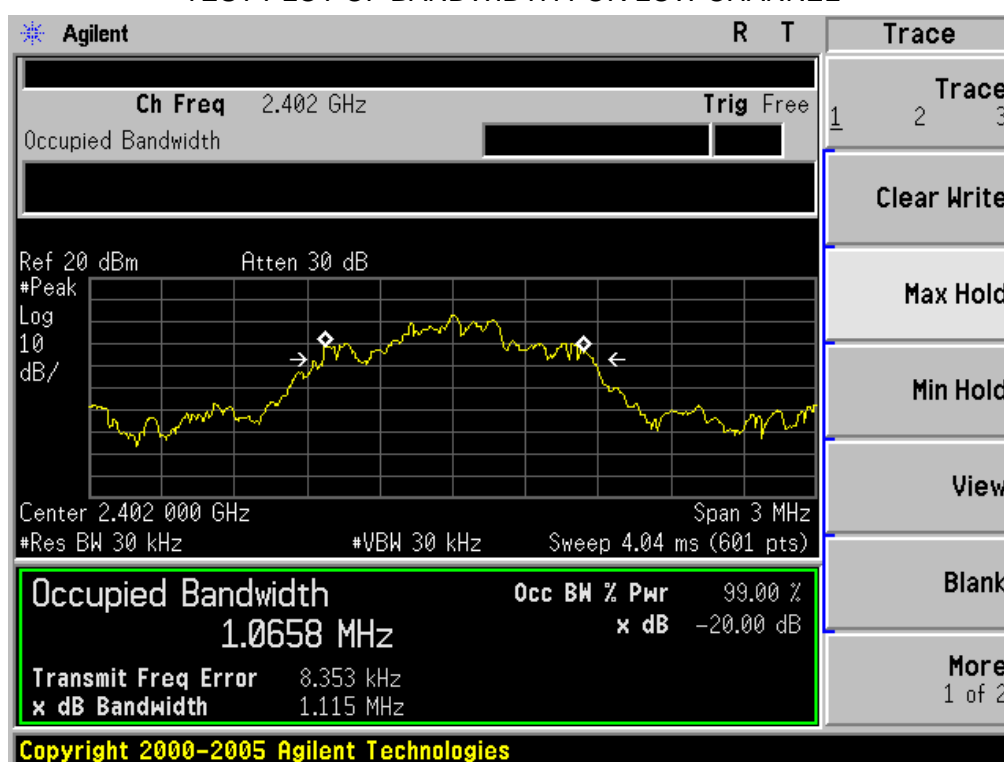 Agilent R T Trace
Ch Freq 2.402 GHz Trig Free
Occupied Bandwidth
Trace
1 2 3
Clear Write
Ref 20 dBm Atten 30 dB
#Peak
Log
10
dB/
Max Hold
Min Hold
View
Center 2.402 000 GHz Span 3 MHz
#Res BW 30 kHz #VBW 30 kHz Sweep 4.04 ms (601 pts)
Occupied Bandwidth Occ BW % Pwr 99.00 %
1.0658 MHz x dB -20.00 dB
Blank
Transmit Freq Error 8.353 kHz
x dB Bandwidth 1.115 MHz
More
1 of 2
Copyright 2000-2005 Agilent Technologies